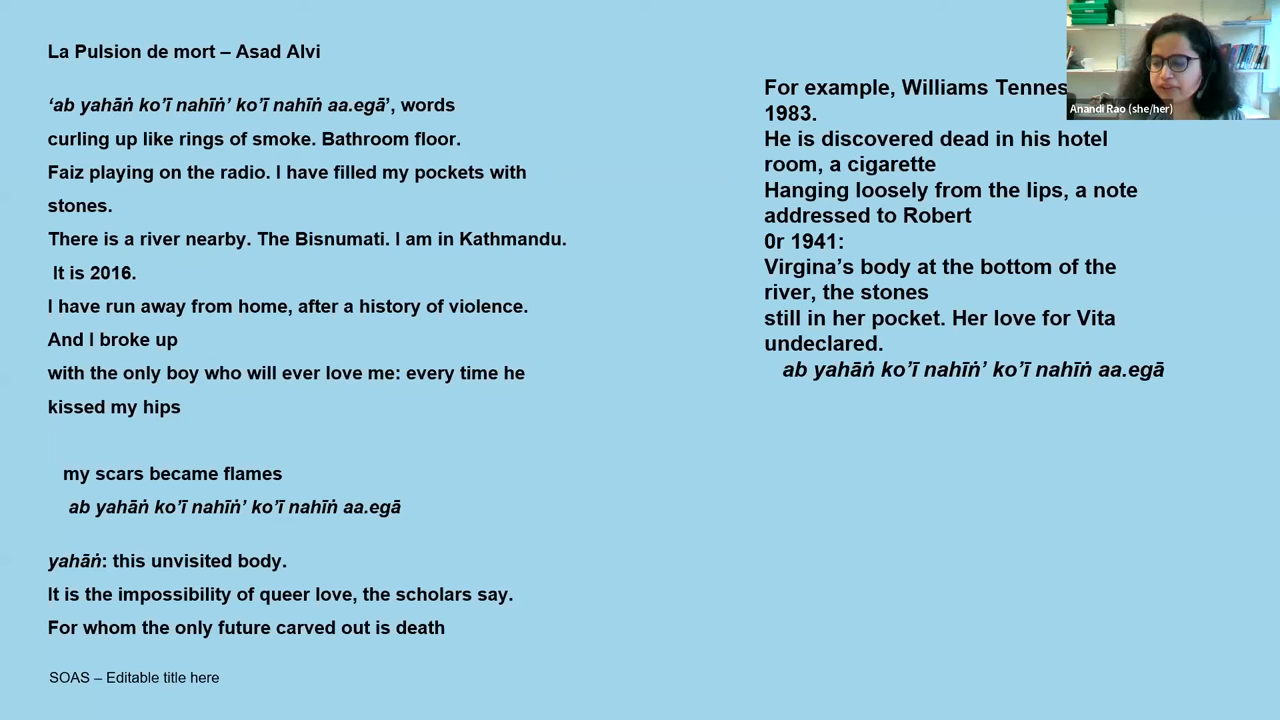 La Pulsion de mort – Asad Alvi
‘ab yahāṅ ko’ī nahīṅ’ ko’ī nahīṅ aa.egā’, words
curling up like rings of smoke. Bathroom floor.
Faiz playing on the radio. I have filled my pockets with
stones.
There is a river nearby. The Bisnumati. I am in Kathmandu.
It is 2016.
I have run away from home, after a history of violence.
And I broke up
with the only boy who will ever love me: every time he
kissed my hips
my scars became flames
ab yahāṅ ko’ī nahīṅ’ ko’ī nahīṅ aa.egā
yahāṅ: this unvisited body.
It is the impossibility of queer love, the scholars say.
For whom the only future carved out is death
SOAS – Editable title here
For example, Williams Tennes
1983.
He is discovered dead in his hotel
room, a cigarette
Hanging loosely from the lips, a note
addressed to Robert
0r 1941:
Virgina’s body at the bottom of the
river, the stones
still in her pocket. Her love for Vita
undeclared.
ab yahāṅ ko’ī nahīṅ’ ko’ī nahīṅ aa.egā
Anandi Rao (she/her)